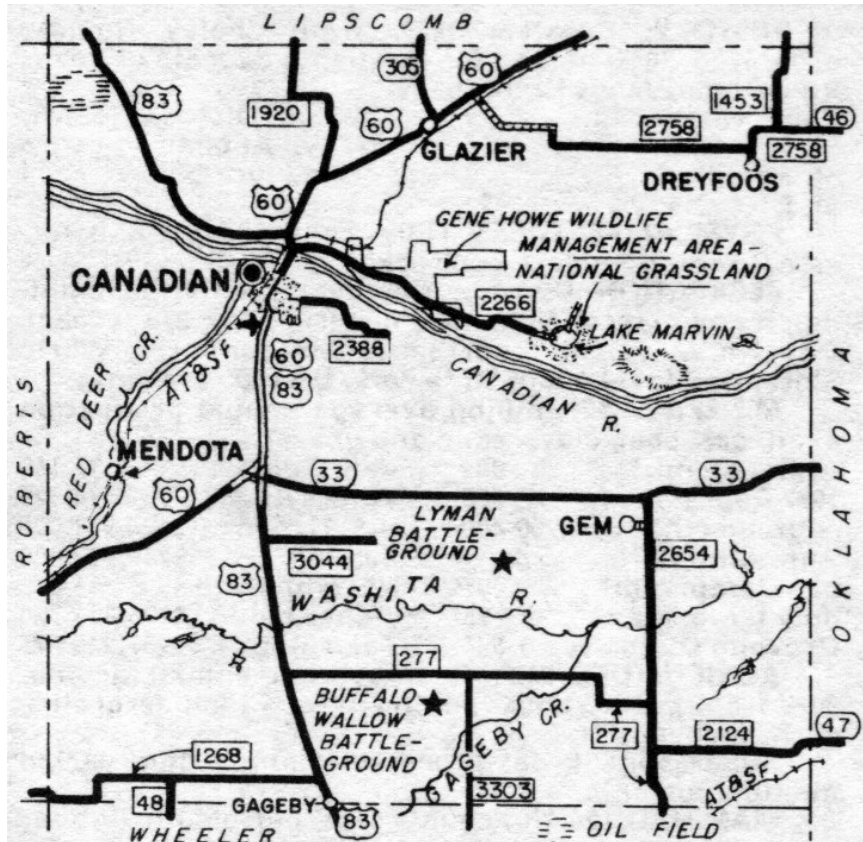 LIPSCOMB
83
1920
305
60
60
GLAZIER
1453
46
2758
2758
DREYFOOS
60
GENE HOWE WILDLIFE
MANAGEMENT AREA-
NATIONAL GRASSLAND
CANADIAN
2266
LAKE MARVIN
2388
60
83
AT&SF
RED DEER CR.
CANADIAN
R.
ROBERTS
OKLAHOMA
MENDOTA
60
33
33
LYMAN
BATTLE-
GROUND
GEM
3044
2654
83
WASHITA
R.
277
BUFFALO
WALLOW
BATTLE-
GROUND
GAGEBY CR.
277
2124
47
1268
48
GAGEBY
83
3303
AT&SF
WHEELER
OIL FIELD